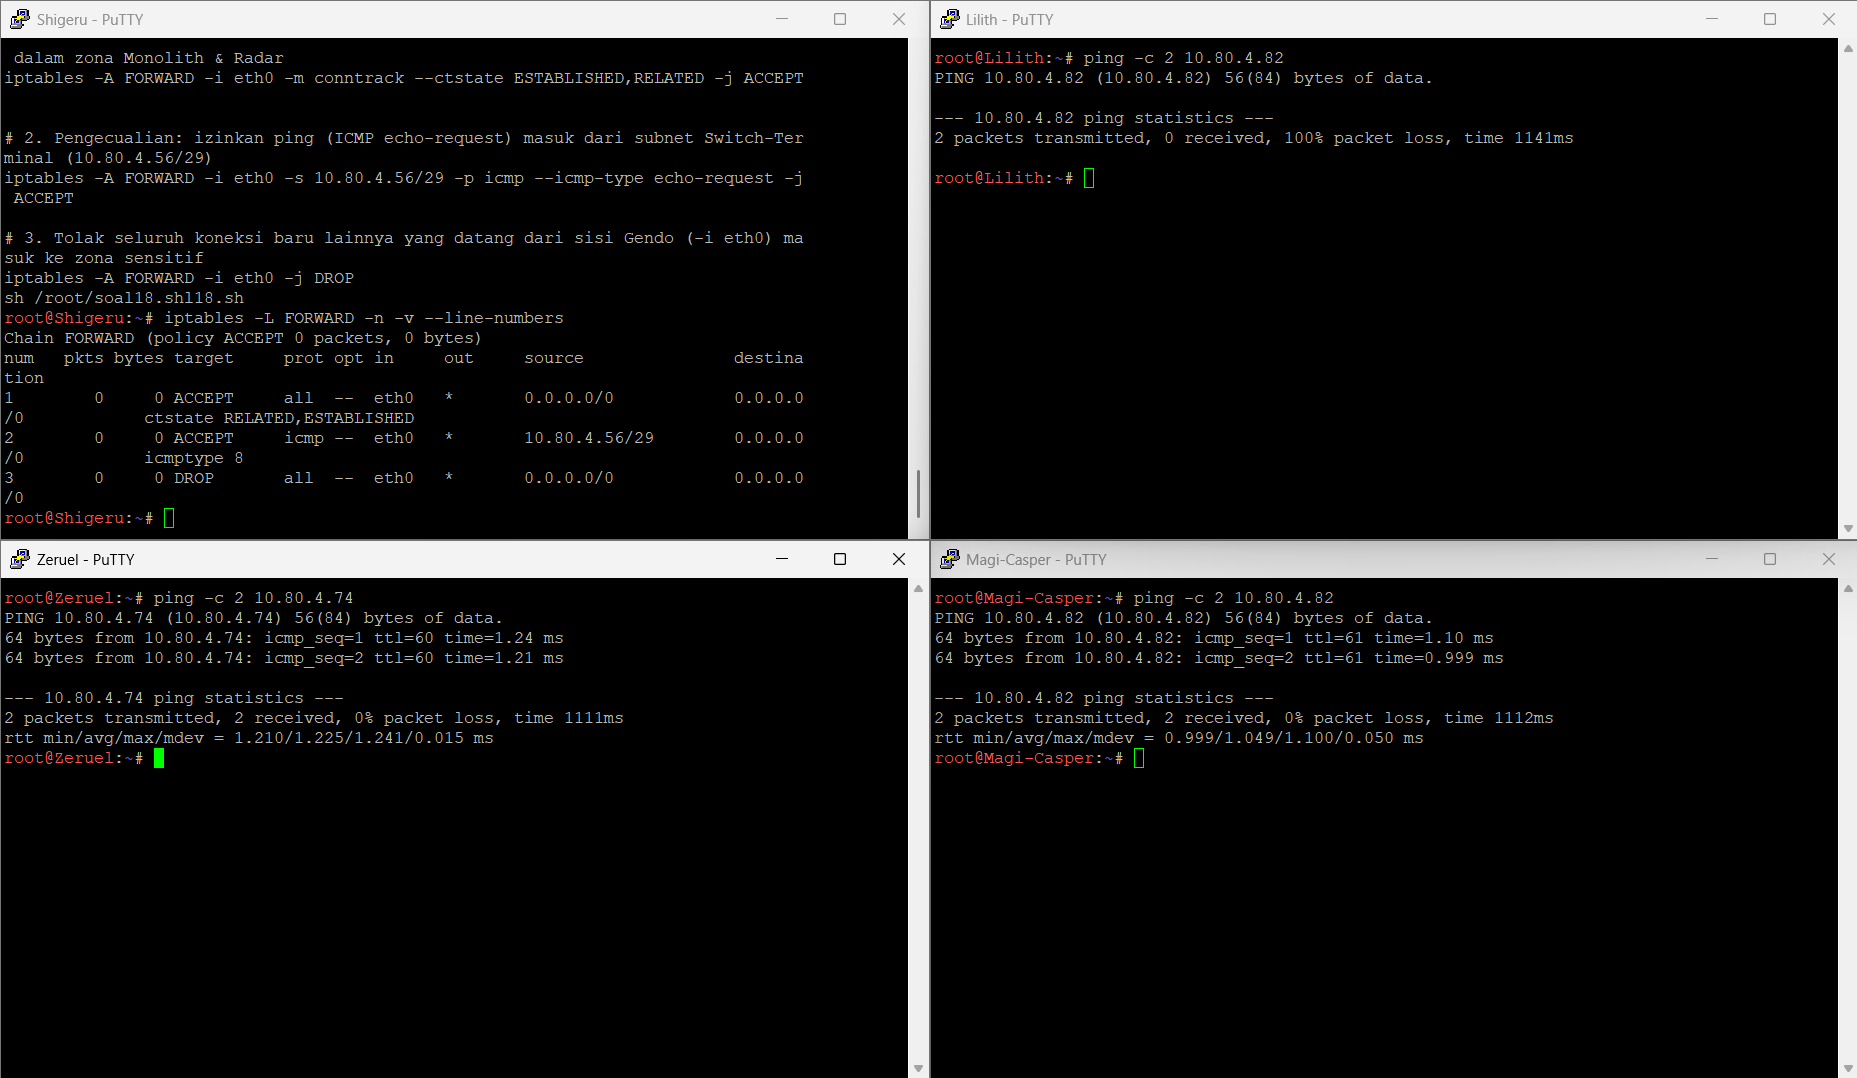 Shigeru - PuTTY
 dalam zona Monolith & Radar
iptables -A FORWARD -i eth0 -m conntrack --ctstate ESTABLISHED,RELATED -j ACCEPT
# 2. Pengecualian: izinkan ping (ICMP echo-request) masuk dari subnet Switch-Ter
minal (10.80.4.56/29)
iptables -A FORWARD -i eth0 -s 10.80.4.56/29 -p icmp --icmp-type echo-request -j
 ACCEPT
# 3. Tolak seluruh koneksi baru lainnya yang datang dari sisi Gendo (-i eth0) ma
suk ke zona sensitif
iptables -A FORWARD -i eth0 -j DROP
sh /root/soal18.shl18.sh
root@Shigeru:~# iptables -L FORWARD -n -v --line-numbers
Chain FORWARD (policy ACCEPT 0 packets, 0 bytes)
num   pkts bytes target     prot opt in     out     source               destina
tion
1        0     0 ACCEPT     all  --  eth0   *       0.0.0.0/0            0.0.0.0
/0            ctstate RELATED,ESTABLISHED
2        0     0 ACCEPT     icmp --  eth0   *       10.80.4.56/29        0.0.0.0
/0            icmptype 8
3        0     0 DROP       all  --  eth0   *       0.0.0.0/0            0.0.0.0
/0
root@Shigeru:~#
Lilith - PuTTY
root@Lilith:~# ping -c 2 10.80.4.82
PING 10.80.4.82 (10.80.4.82) 56(84) bytes of data.
--- 10.80.4.82 ping statistics ---
2 packets transmitted, 0 received, 100% packet loss, time 1141ms
root@Lilith:~#
Zeruel - PuTTY
root@Zeruel:~# ping -c 2 10.80.4.74
PING 10.80.4.74 (10.80.4.74) 56(84) bytes of data.
64 bytes from 10.80.4.74: icmp_seq=1 ttl=60 time=1.24 ms
64 bytes from 10.80.4.74: icmp_seq=2 ttl=60 time=1.21 ms
--- 10.80.4.74 ping statistics ---
2 packets transmitted, 2 received, 0% packet loss, time 1111ms
rtt min/avg/max/mdev = 1.210/1.225/1.241/0.015 ms
root@Zeruel:~#
Magi-Casper - PuTTY
root@Magi-Casper:~# ping -c 2 10.80.4.82
PING 10.80.4.82 (10.80.4.82) 56(84) bytes of data.
64 bytes from 10.80.4.82: icmp_seq=1 ttl=61 time=1.10 ms
64 bytes from 10.80.4.82: icmp_seq=2 ttl=61 time=0.999 ms
--- 10.80.4.82 ping statistics ---
2 packets transmitted, 2 received, 0% packet loss, time 1112ms
rtt min/avg/max/mdev = 0.999/1.049/1.100/0.050 ms
root@Magi-Casper:~#